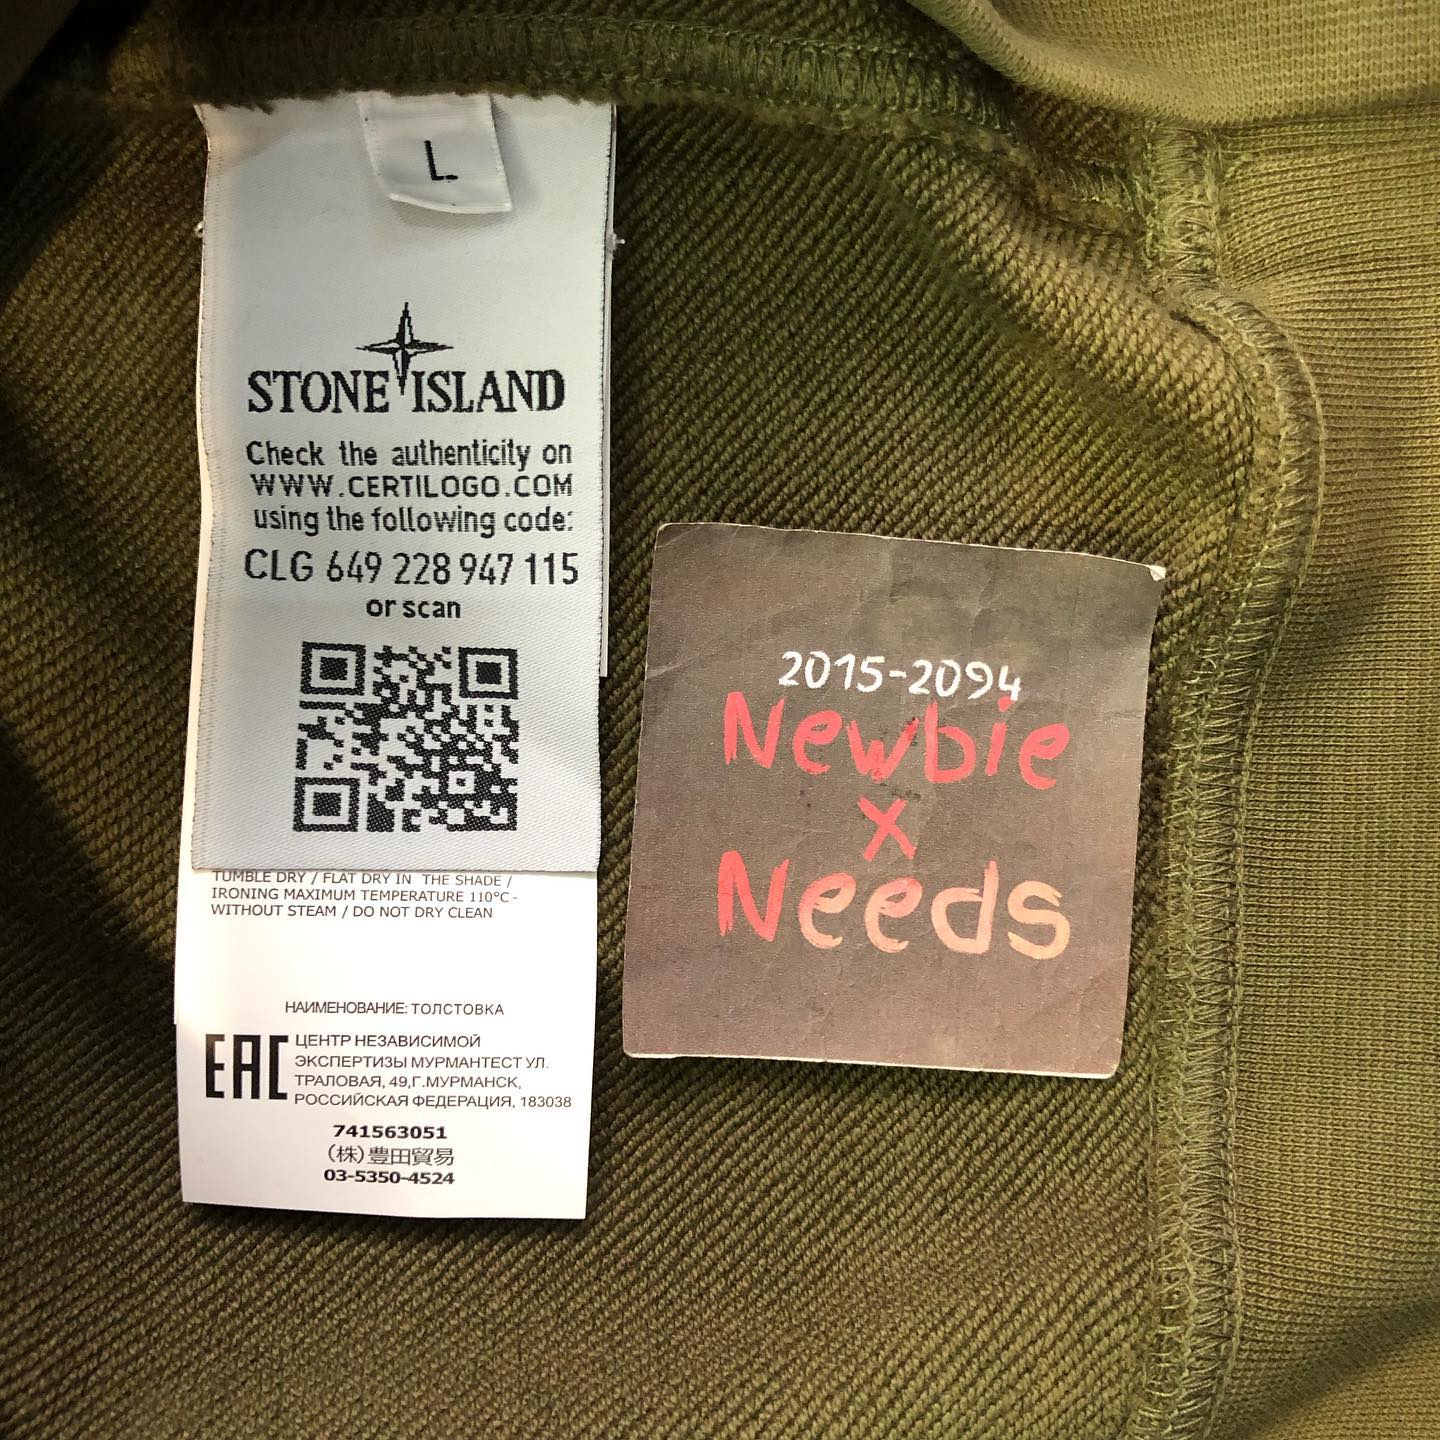 L
STONE ISLAND
Check the authenticity on
WWW.CERTILOGO.COM
using the following code:
CLG 649 228 947 115
or scan
TUMBLE DRY / FLAT DRY IN THE SHADE /
IRONING MAXIMUM TEMPERATURE 110°C -
WITHOUT STEAM / DO NOT DRY CLEAN
НАИМЕНОВАНИЕ: ТОЛСТОВКА
EAC
ЦЕНТР НЕЗАВИСИМОЙ
ЭКСПЕРТИЗЫ МУРМАНТЕСТ УЛ.
ТРАЛОВАЯ, 49,Г.МУРМАНСК,
РОССИЙСКАЯ ФЕДЕРАЦИЯ, 183038
741563051
(株)豊田貿易
03-5350-4524
2015-2094
Newbie
x
Needs